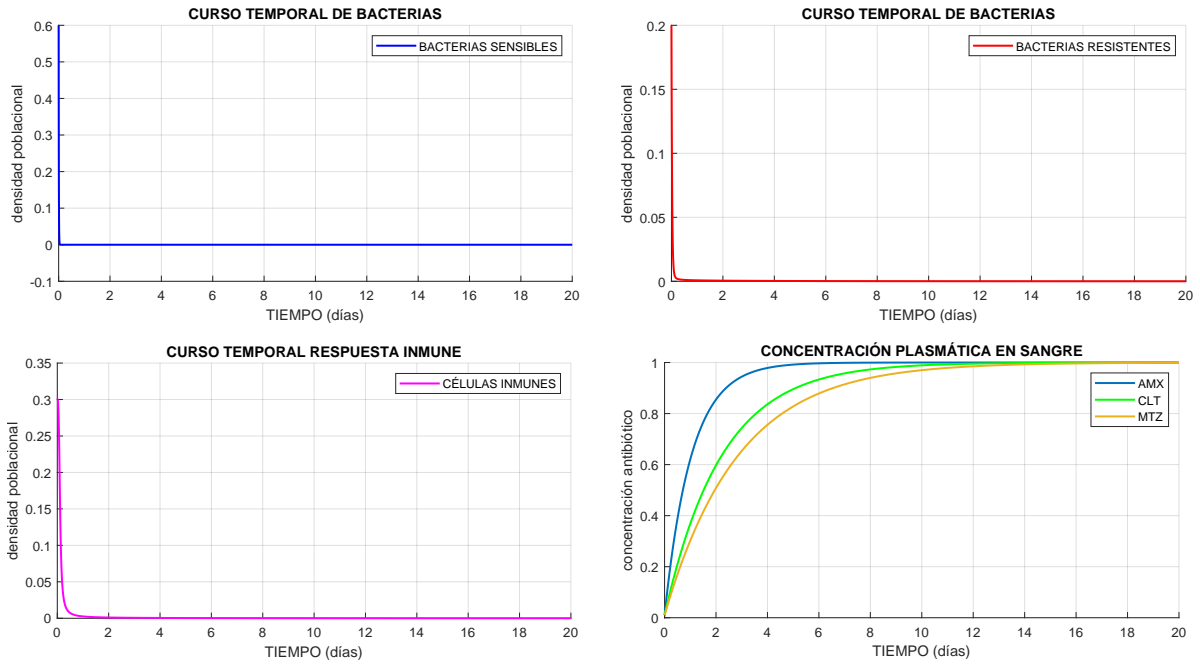 CURSO TEMPORAL DE BACTERIAS
BACTERIAS SENSIBLES
densidad poblacional
0.6
0.5
0.4
0.3
0.2
0.1
0
-0.1
0 2 4 6 8 10 12 14 16 18 20
TIEMPO (días)
CURSO TEMPORAL DE BACTERIAS
BACTERIAS RESISTENTES
densidad poblacional
0.2
0.15
0.1
0.05
0
0 2 4 6 8 10 12 14 16 18 20
TIEMPO (días)
CURSO TEMPORAL RESPUESTA INMUNE
CÉLULAS INMUNES
densidad poblacional
0.35
0.3
0.25
0.2
0.15
0.1
0.05
0
0 2 4 6 8 10 12 14 16 18 20
TIEMPO (días)
CONCENTRACIÓN PLASMÁTICA EN SANGRE
AMX
CLT
MTZ
concentración antibiótico
1
0.8
0.6
0.4
0.2
0
0 2 4 6 8 10 12 14 16 18 20
TIEMPO (días)